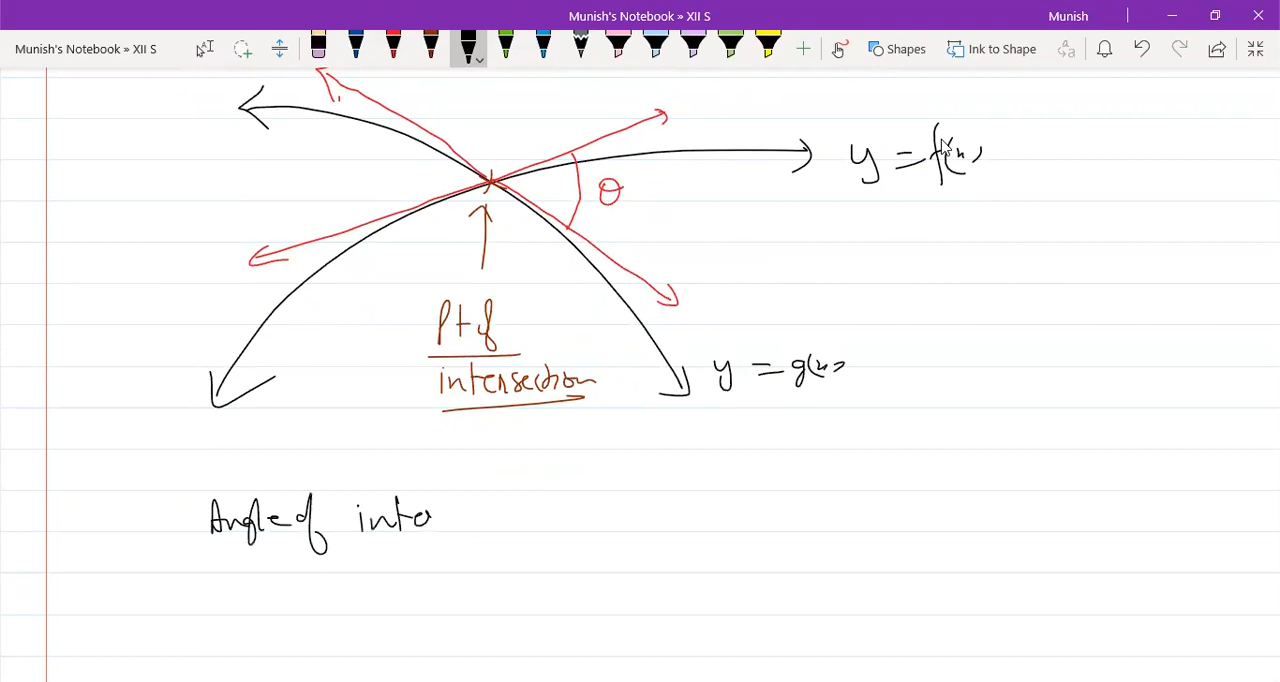 Munish's Notebook » XII S
Munish
Munish's Notebook » XII S
Shapes
Ink to Shape
y = f(x)
θ
Pt of
intersection
y = g(x)
Angle of inte